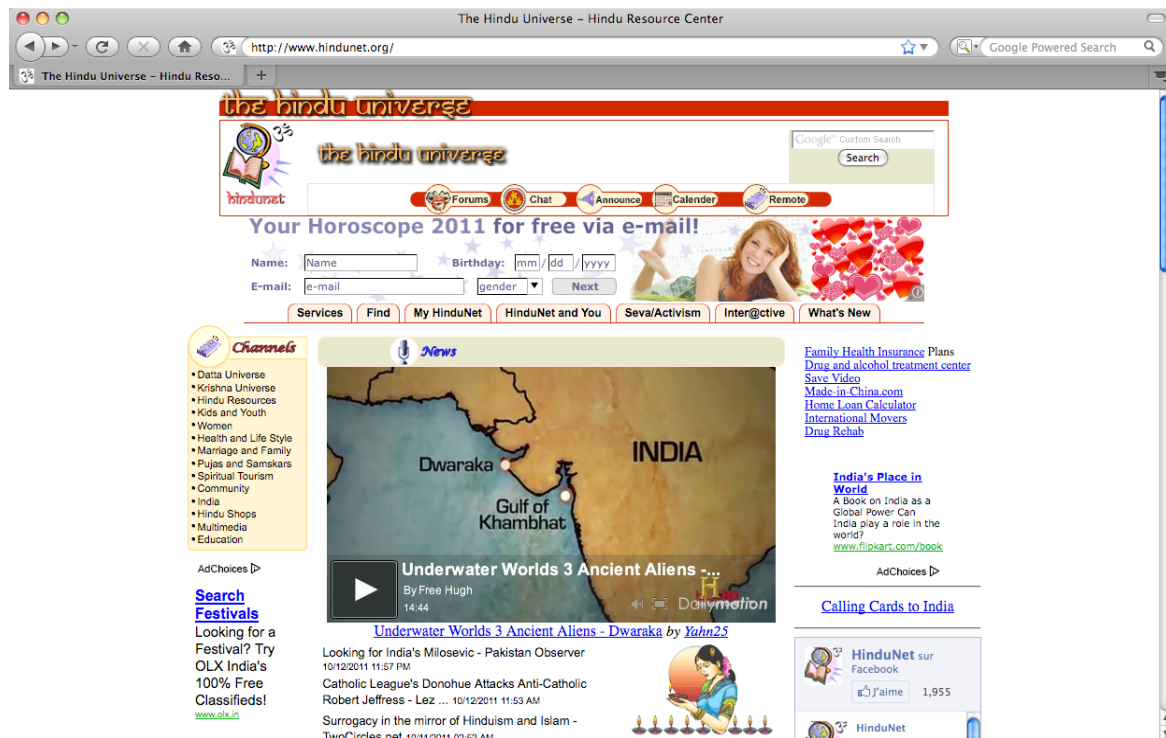 The Hindu Universe – Hindu Resource Center
http://www.hindunet.org/
Google Powered Search
The Hindu Universe – Hindu Reso...
the hindu universe
the hindu universe
hindunet
Google™ Custom Search
Search
Forums
Chat
Announce
Calender
Remote
Your Horoscope 2011 for free via e-mail!
Name: Name Birthday: mm / dd / yyyy
E-mail: e-mail gender Next
Services
Find
My HinduNet
HinduNet and You
Seva/Activism
Inter@ctive
What's New
Channels
• Datta Universe
• Krishna Universe
• Hindu Resources
• Kids and Youth
• Women
• Health and Life Style
• Marriage and Family
• Pujas and Samskars
• Spiritual Tourism
• Community
• India
• Hindu Shops
• Multimedia
• Education
AdChoices
Search
Festivals
Looking for a
Festival? Try
OLX India's
100% Free
Classifieds!
www.olx.in
News
INDIA
Dwaraka
Gulf of
Khambhat
Underwater Worlds 3 Ancient Aliens -...
By Free Hugh
14:44
Dailymotion
Underwater Worlds 3 Ancient Aliens - Dwaraka by Yahn25
Looking for India's Milosevic - Pakistan Observer
10/12/2011 11:57 PM
Catholic League's Donohue Attacks Anti-Catholic
Robert Jeffress - Lez ... 10/12/2011 11:53 AM
Surrogacy in the mirror of Hinduism and Islam -
TwoCircles.net 10/11/2011 02:52 AM
Family Health Insurance Plans
Drug and alcohol treatment center
Save Video
Made-in-China.com
Home Loan Calculator
International Movers
Drug Rehab
India's Place in
World
A Book on India as a
Global Power Can
India play a role in the
world?
www.flipkart.com/book
AdChoices
Calling Cards to India
HinduNet sur
Facebook
J'aime 1,955
HinduNet